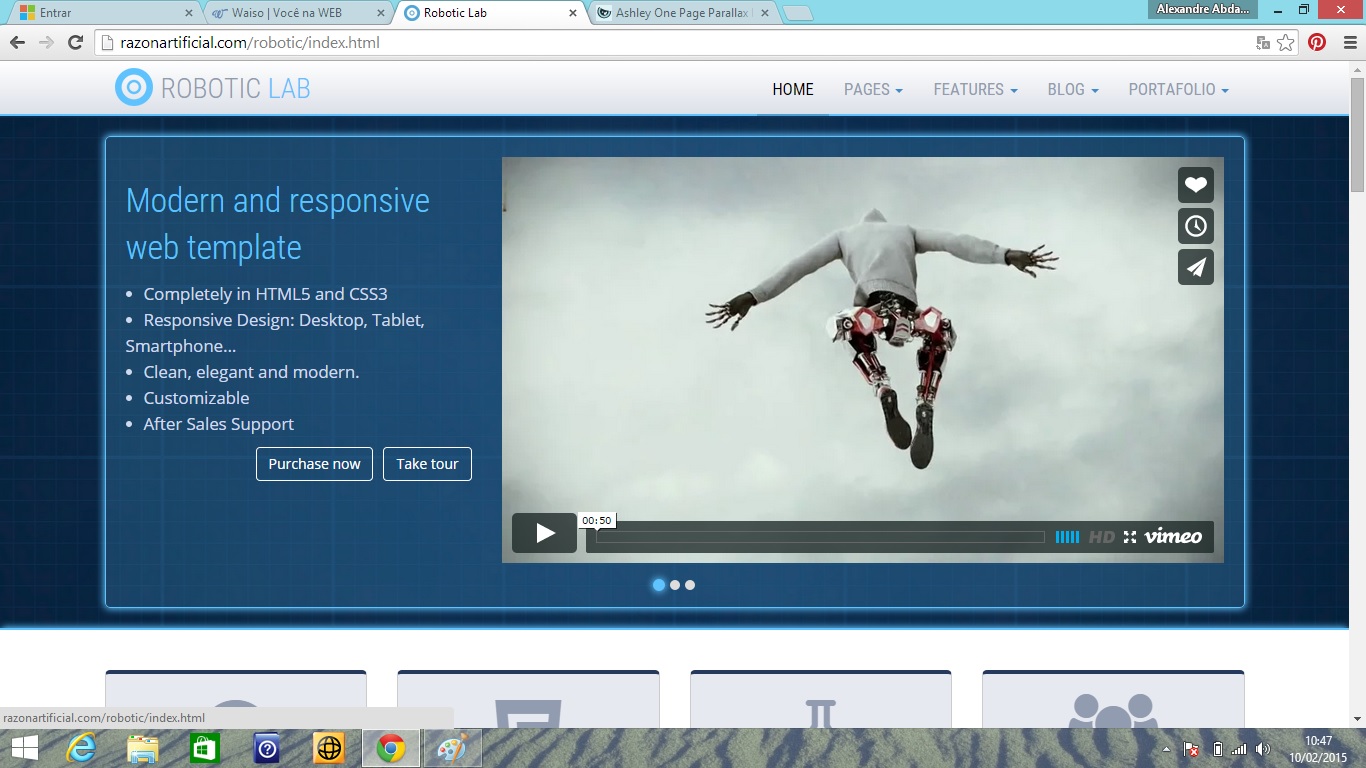 Entrar
Waiso | Você na WEB
Robotic Lab
Ashley One Page Parallax
Alexandre Abda...
razonartificial.com/robotic/index.html
ROBOTIC LAB
HOME
PAGES
FEATURES
BLOG
PORTAFOLIO
Modern and responsive
web template
• Completely in HTML5 and CSS3
• Responsive Design: Desktop, Tablet,
Smartphone...
• Clean, elegant and modern.
• Customizable
• After Sales Support
Purchase now
Take tour
00:50
HD
vimeo
razonartificial.com/robotic/index.html
10:47
10/02/2015